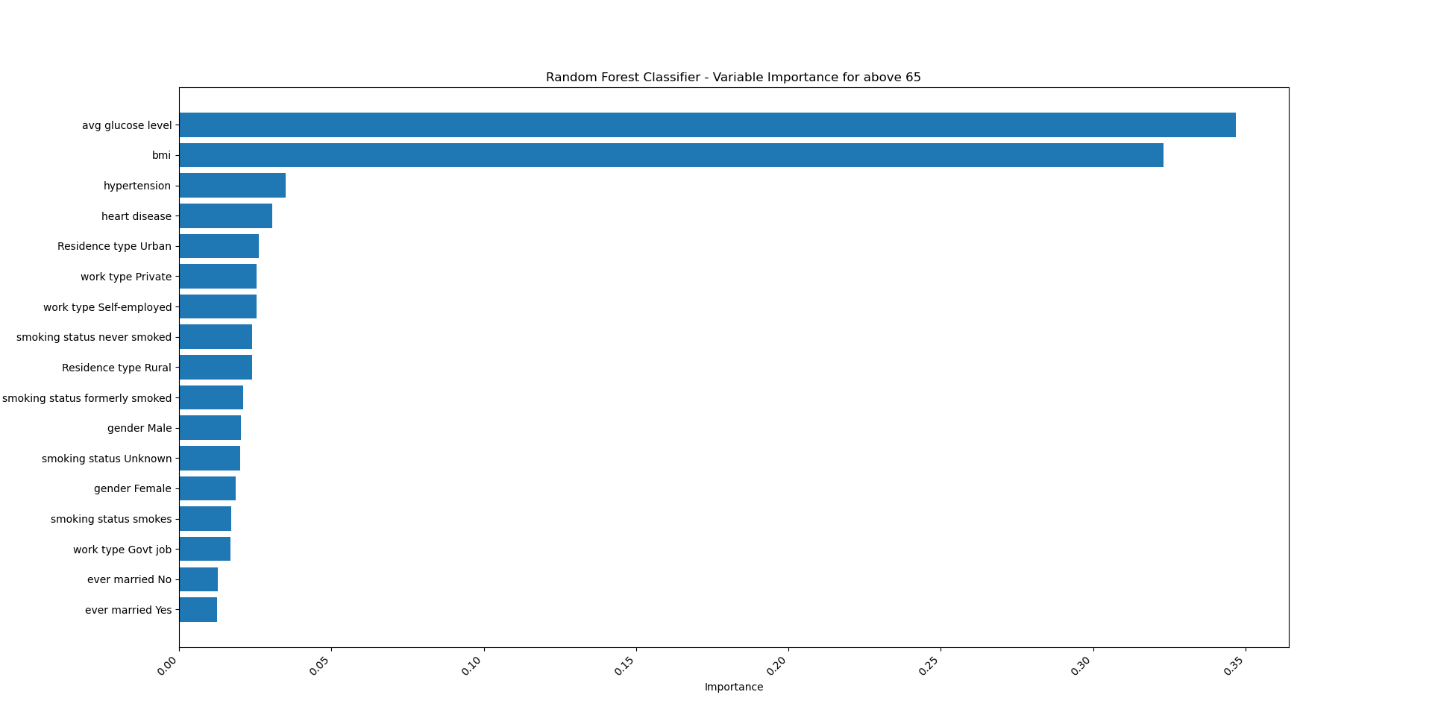 Random Forest Classifier - Variable Importance for above 65
avg glucose level
bmi
hypertension
heart disease
Residence type Urban
work type Private
work type Self-employed
smoking status never smoked
Residence type Rural
smoking status formerly smoked
gender Male
smoking status Unknown
gender Female
smoking status smokes
work type Govt job
ever married No
ever married Yes
0.00 0.05 0.10 0.15 0.20 0.25 0.30 0.35
Importance